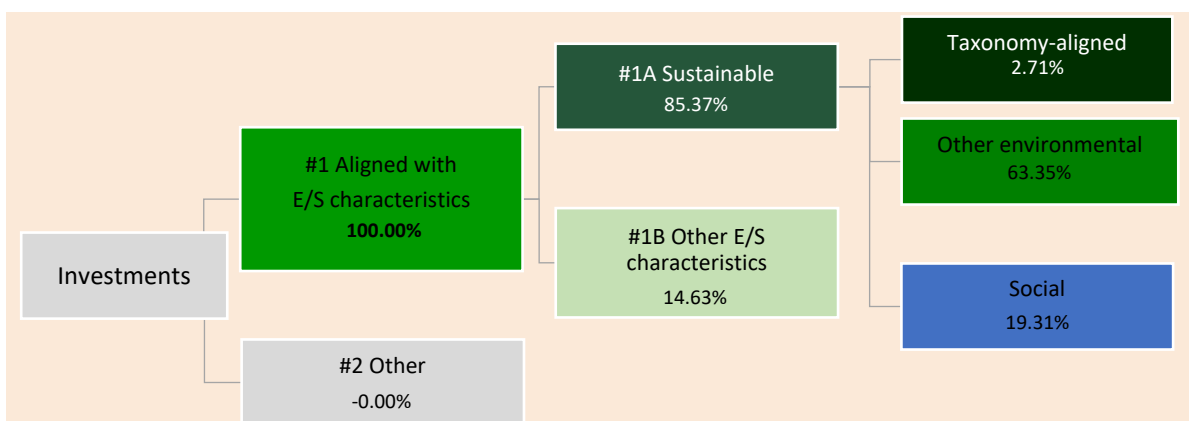 Investments
#1 Aligned with
E/S characteristics
100.00%
#2 Other
-0.00%
#1A Sustainable
85.37%
#1B Other E/S
characteristics
14.63%
Taxonomy-aligned
2.71%
Other environmental
63.35%
Social
19.31%